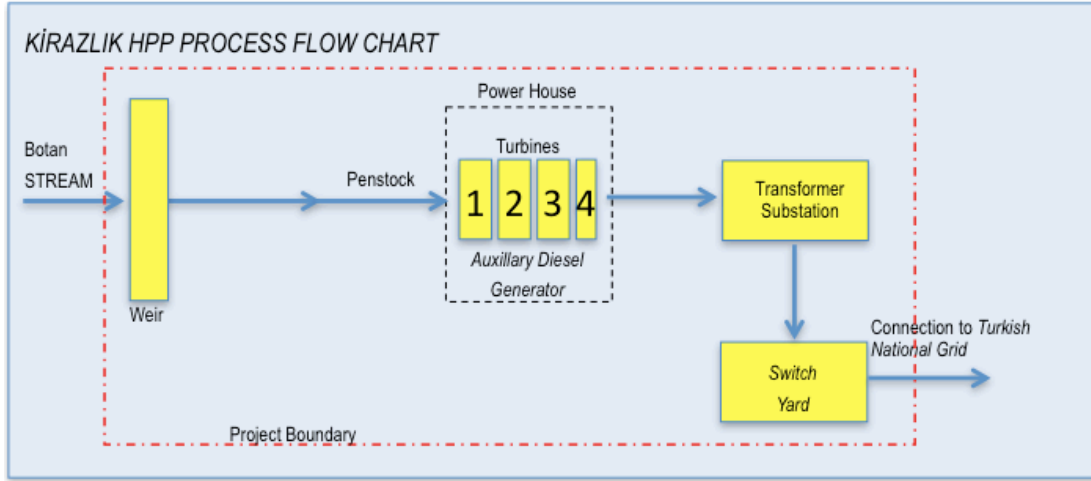 KİRAZLIK HPP PROCESS FLOW CHART
Power House
Botan
STREAM
Penstock
Turbines
1 2 3 4
Auxillary Diesel
Generator
Transformer
Substation
Weir
Connection to Turkish
National Grid
Switch
Yard
Project Boundary